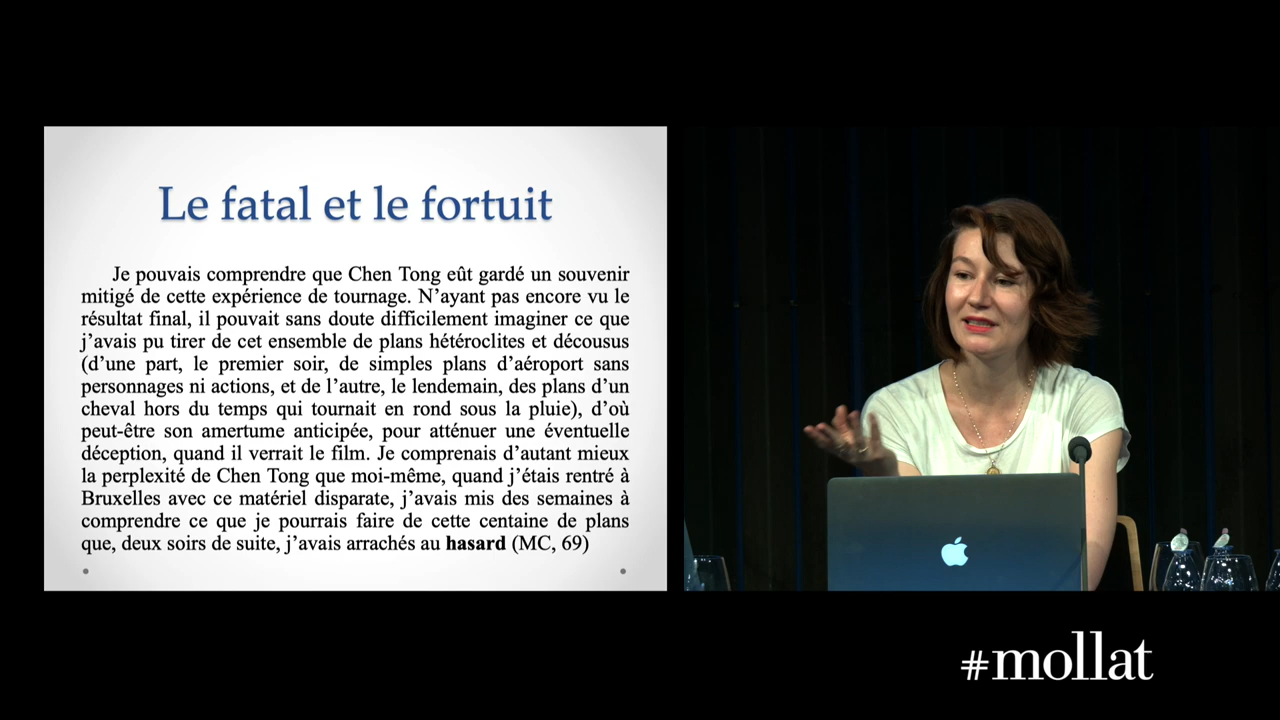 Le fatal et le fortuit
Je pouvais comprendre que Chen Tong eût gardé un souvenir
mitigé de cette expérience de tournage. N’ayant pas encore vu le
résultat final, il pouvait sans doute difficilement imaginer ce que
j’avais pu tirer de cet ensemble de plans hétéroclites et décousus
(d’une part, le premier soir, de simples plans d’aéroport sans
personnages ni actions, et de l’autre, le lendemain, des plans d’un
cheval hors du temps qui tournait en rond sous la pluie), d’où
peut-être son amertume anticipée, pour atténuer une éventuelle
déception, quand il verrait le film. Je comprenais d’autant mieux
la perplexité de Chen Tong que moi-même, quand j’étais rentré à
Bruxelles avec ce matériel disparate, j’avais mis des semaines à
comprendre ce que je pourrais faire de cette centaine de plans
que, deux soirs de suite, j’avais arrachés au hasard (MC, 69)
#mollat